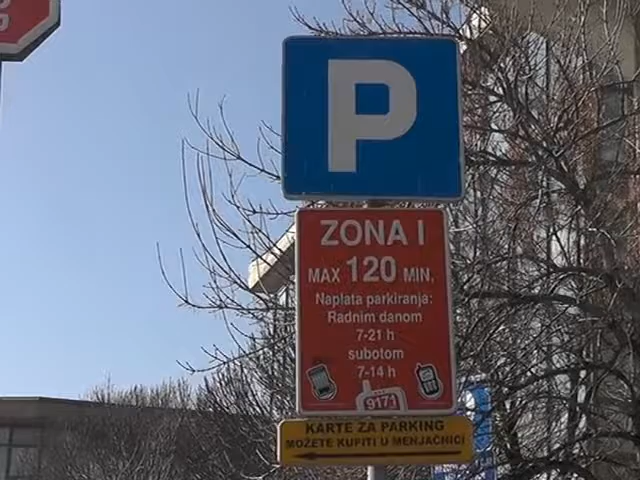 P
ZONA I
MAX 120 MIN.
Naplata parkiranja:
Radnim danom
7-21 h
subotom
7-14 h
9171
KARTE ZA PARKING
MOŽETE KUPITI U MENJAČNICI